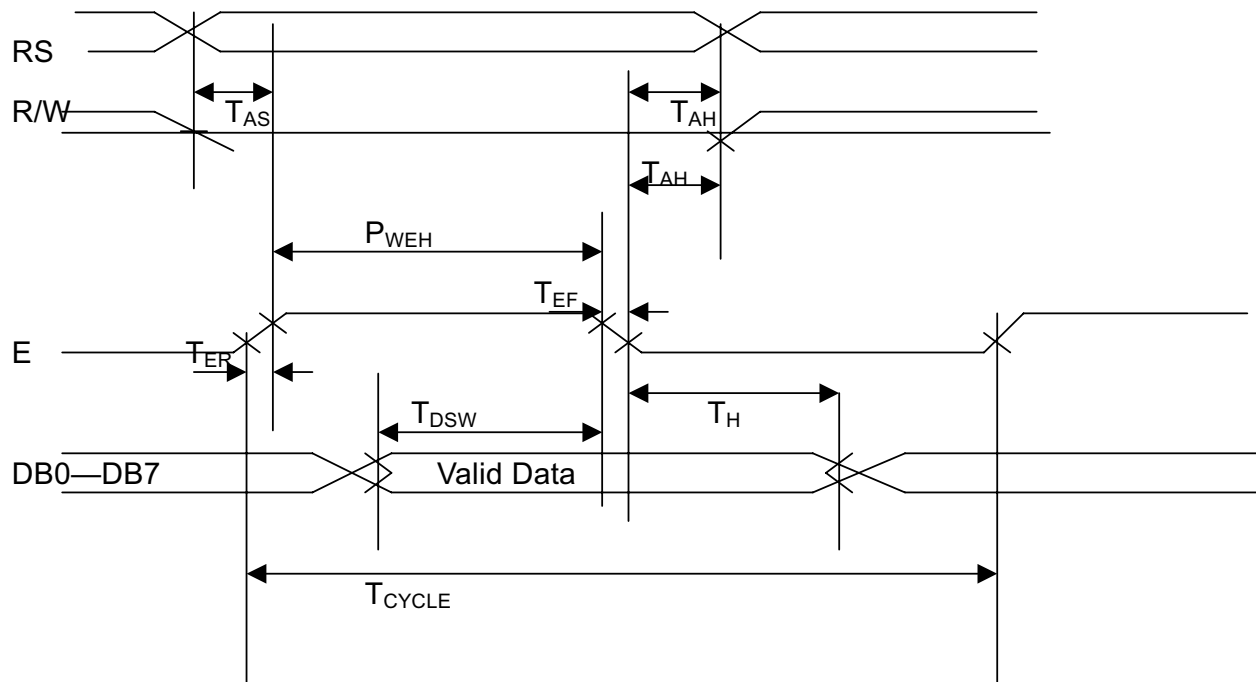 RS
R/W
TAS
TAH
TAH
PWEH
TEF
E
TER
TDSW
TH
DB0—DB7
Valid Data
TCYCLE